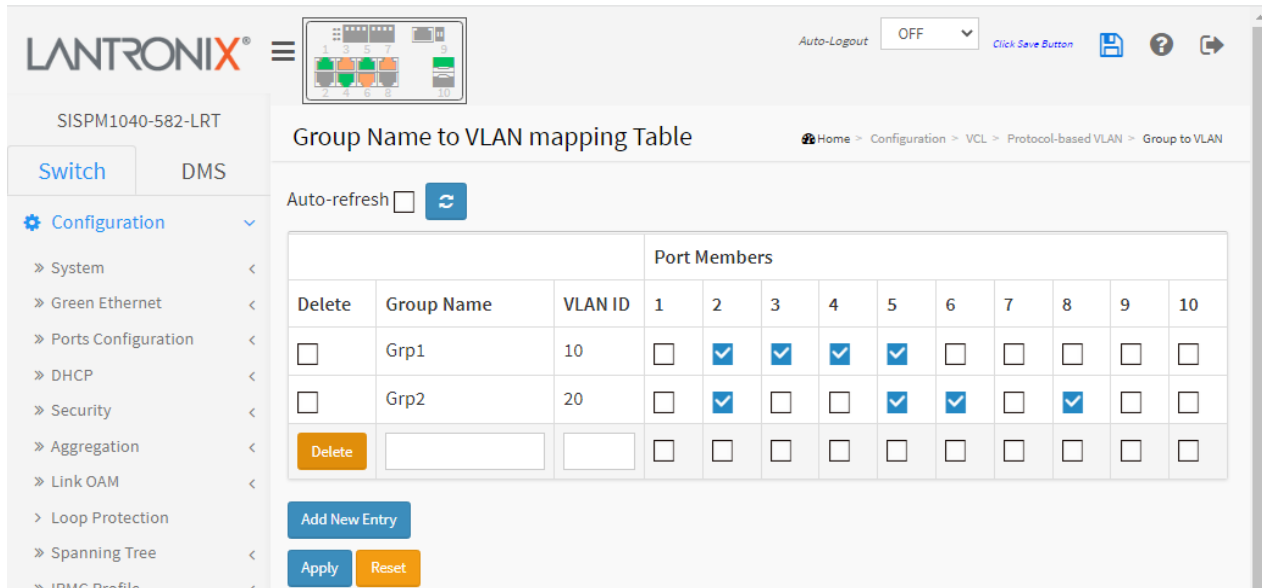 LANTRONIX®
1 3 5 7 9
2 4 6 8 10
Auto-Logout OFF Click Save Button
SISPM1040-582-LRT
Switch DMS
Configuration
System
Green Ethernet
Ports Configuration
DHCP
Security
Aggregation
Link OAM
Loop Protection
Spanning Tree
IPMC Profile
Group Name to VLAN mapping Table
Home > Configuration > VCL > Protocol-based VLAN > Group to VLAN
Auto-refresh
Port Members
Delete Group Name VLAN ID 1 2 3 4 5 6 7 8 9 10
Grp1 10
Grp2 20
Delete
Add New Entry
Apply Reset